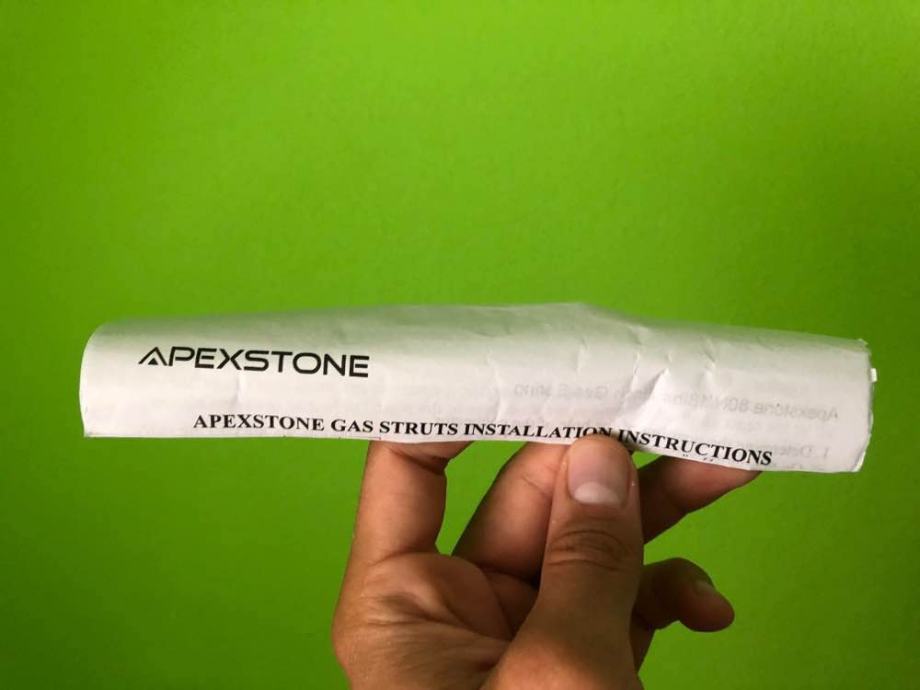 APEXSTONE
APEXSTONE GAS STRUTS INSTALLATION INSTRUCTIONS